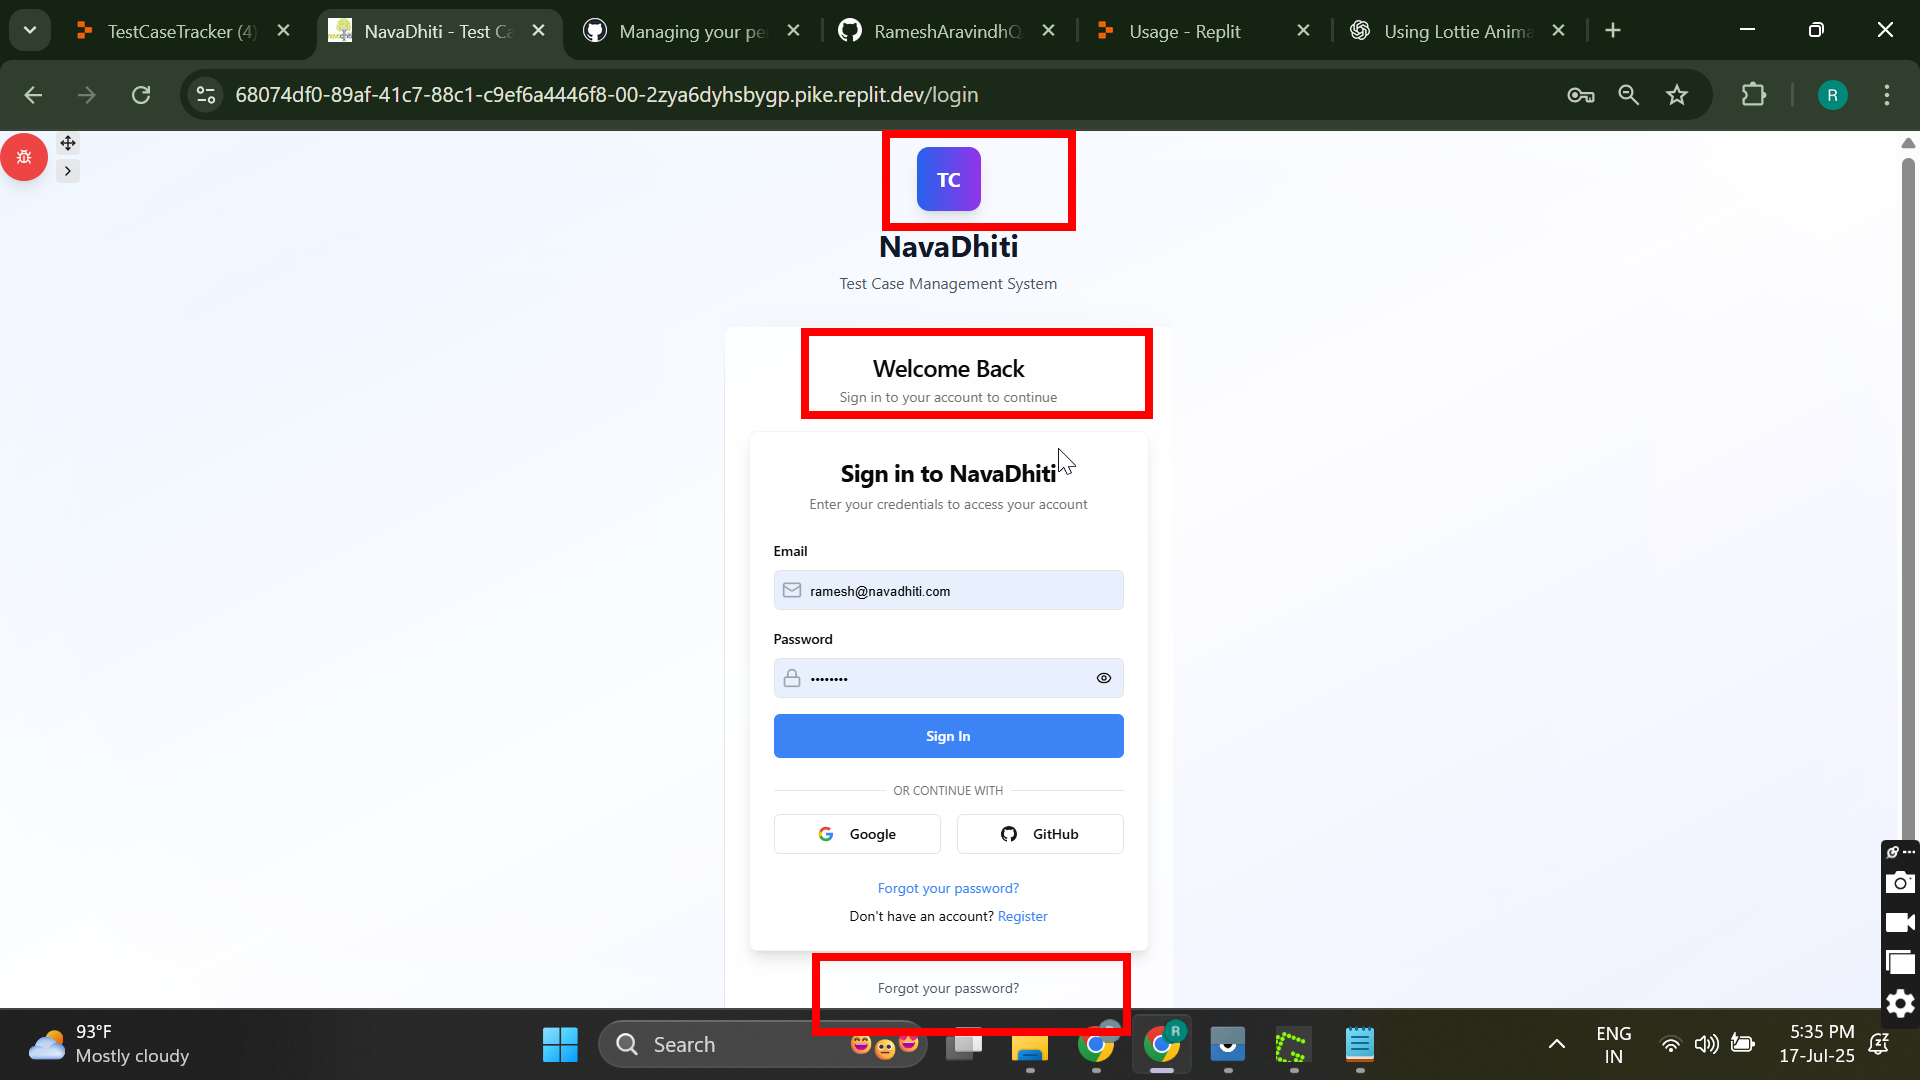 TestCaseTracker (4)
NavaDhiti - Test Ca
Managing your pe
RameshAravindhQ
Usage - Replit
Using Lottie Anima
68074df0-89af-41c7-88c1-c9ef6a4446f8-00-2zya6dyhsbygp.pike.replit.dev/login
R
TC
NavaDhiti
Test Case Management System
Welcome Back
Sign in to your account to continue
Sign in to NavaDhiti
Enter your credentials to access your account
Email
ramesh@navadhiti.com
Password
••••••••
Sign In
OR CONTINUE WITH
Google
GitHub
Forgot your password?
Don't have an account? Register
Forgot your password?
93°F
Mostly cloudy
Search
R
ENG
IN
5:35 PM
17-Jul-25